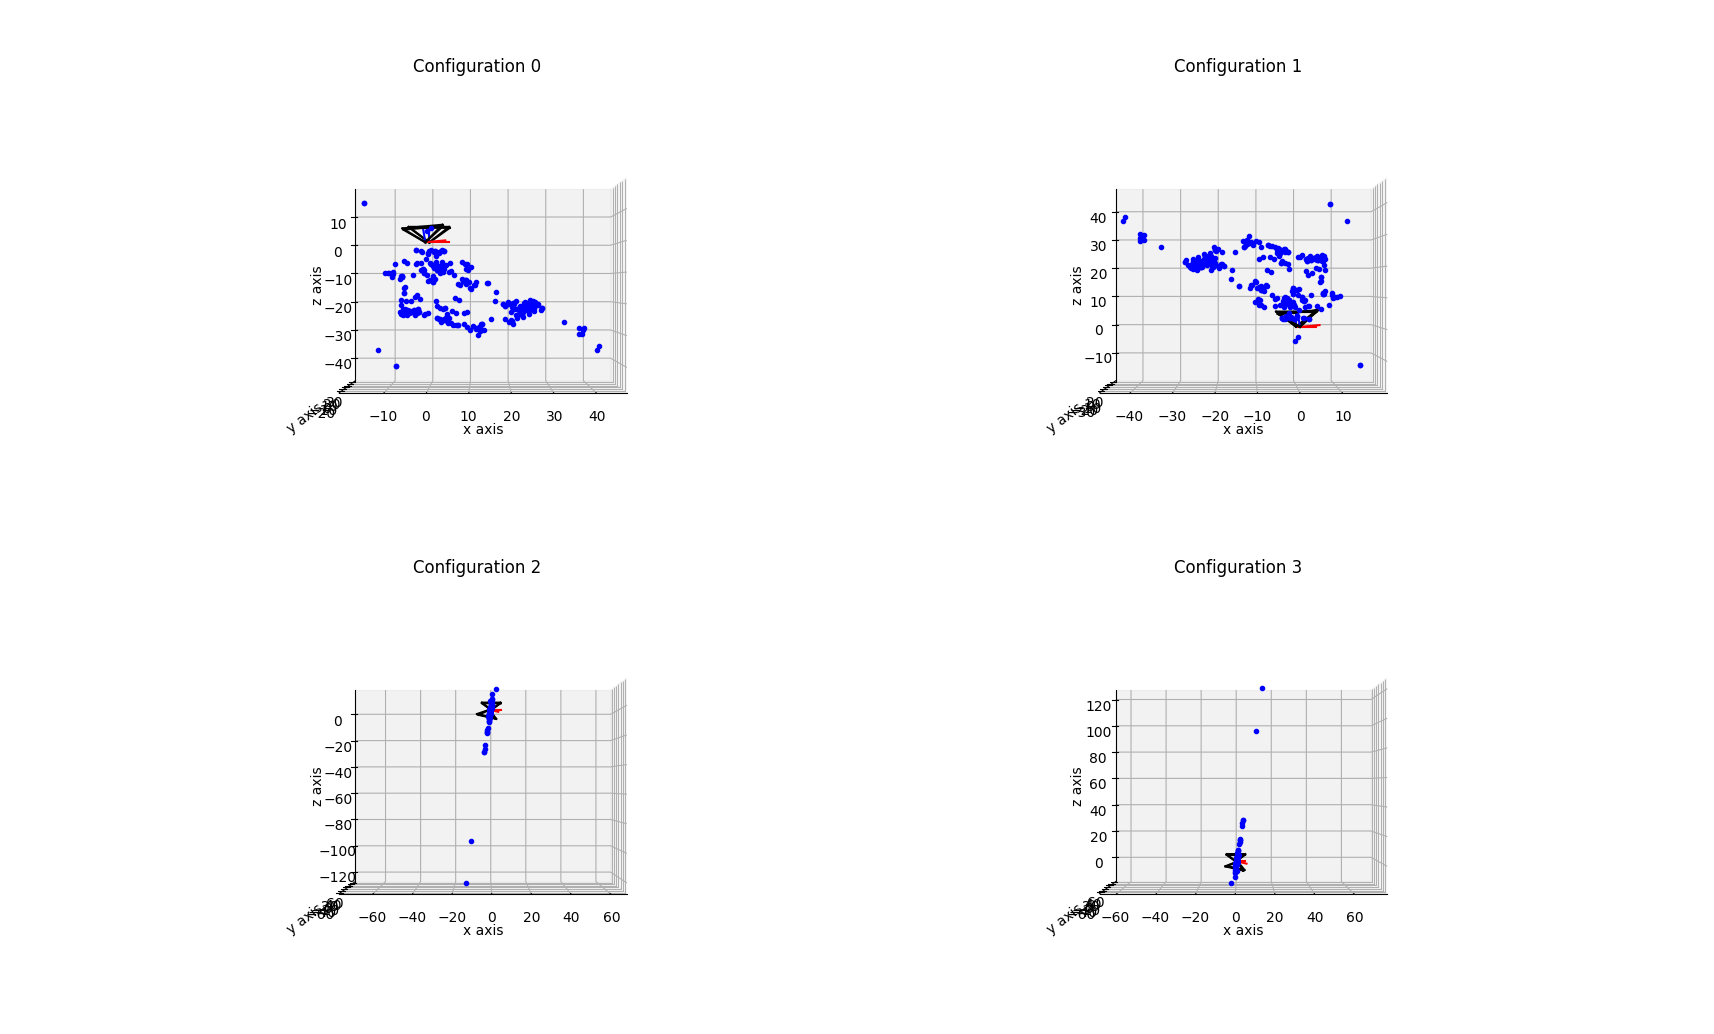 Configuration 0
10
0
−10
−20
−30
−40
z axis
y axis
−10 0 10 20 30 40
x axis
Configuration 1
40
30
20
10
0
−10
z axis
y axis
−40 −30 −20 −10 0 10
x axis
Configuration 2
0
−20
−40
−60
−80
−100
−120
z axis
y axis
−60 −40 −20 0 20 40 60
x axis
Configuration 3
120
100
80
60
40
20
0
z axis
y axis
−60 −40 −20 0 20 40 60
x axis